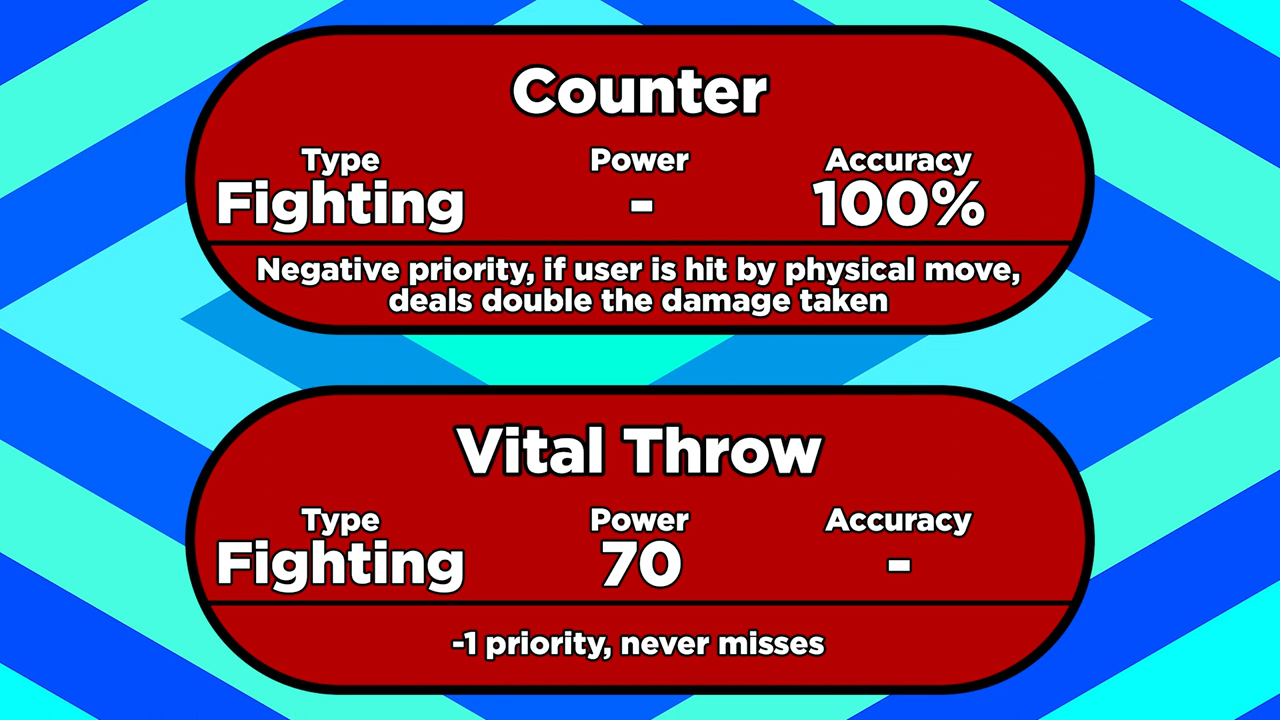 Counter
Type Power Accuracy
Fighting - 100%
Negative priority, if user is hit by physical move,
deals double the damage taken
Vital Throw
Type Power Accuracy
Fighting 70 -
-1 priority, never misses